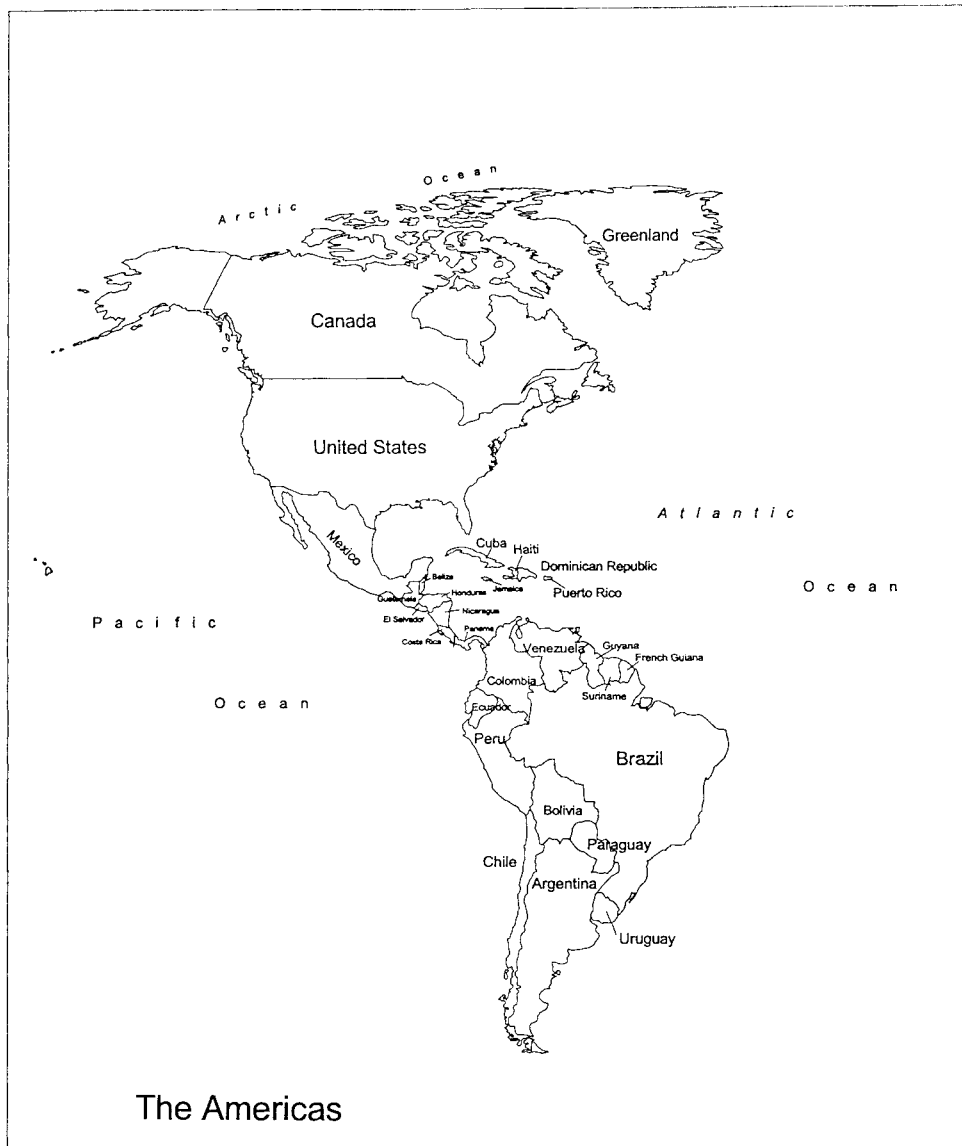 Ocean
Arctic
Greenland
Canada
United States
Atlantic
Mexico
Cuba
Haiti
Dominican Republic
Belize
Jamaica
Ocean
Puerto Rico
Guatemala
Honduras
Nicaragua
El Salvador
Pacific
Panama
Costa Rica
Venezuela
Guyana
French Guiana
Colombia
Suriname
Ocean
Ecuador
Peru
Brazil
Bolivia
Paraguay
Chile
Argentina
Uruguay
The Americas